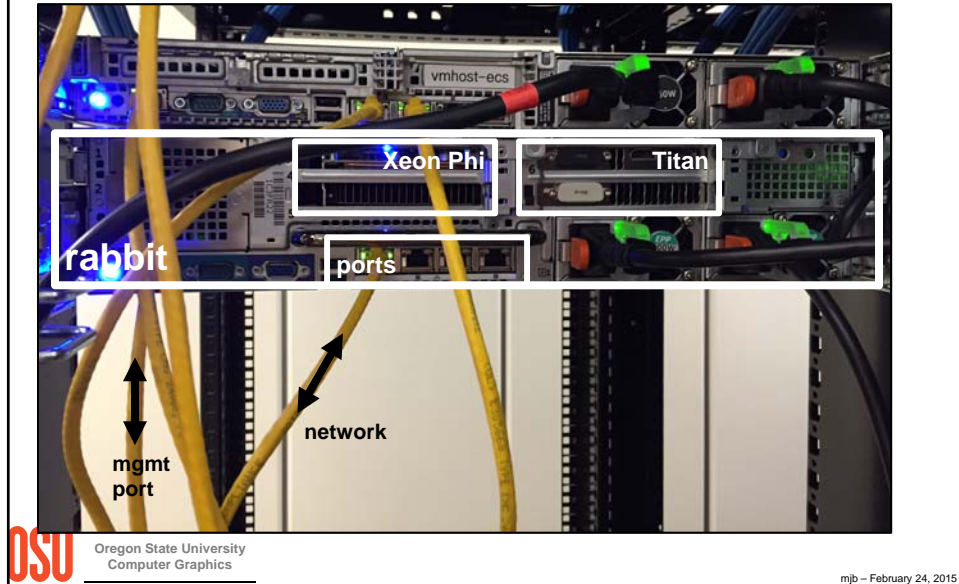 vmhost-ecs
Xeon Phi
Titan
rabbit
ports
network
mgmt
port
OSU
Oregon State University
Computer Graphics
mjb – February 24, 2015